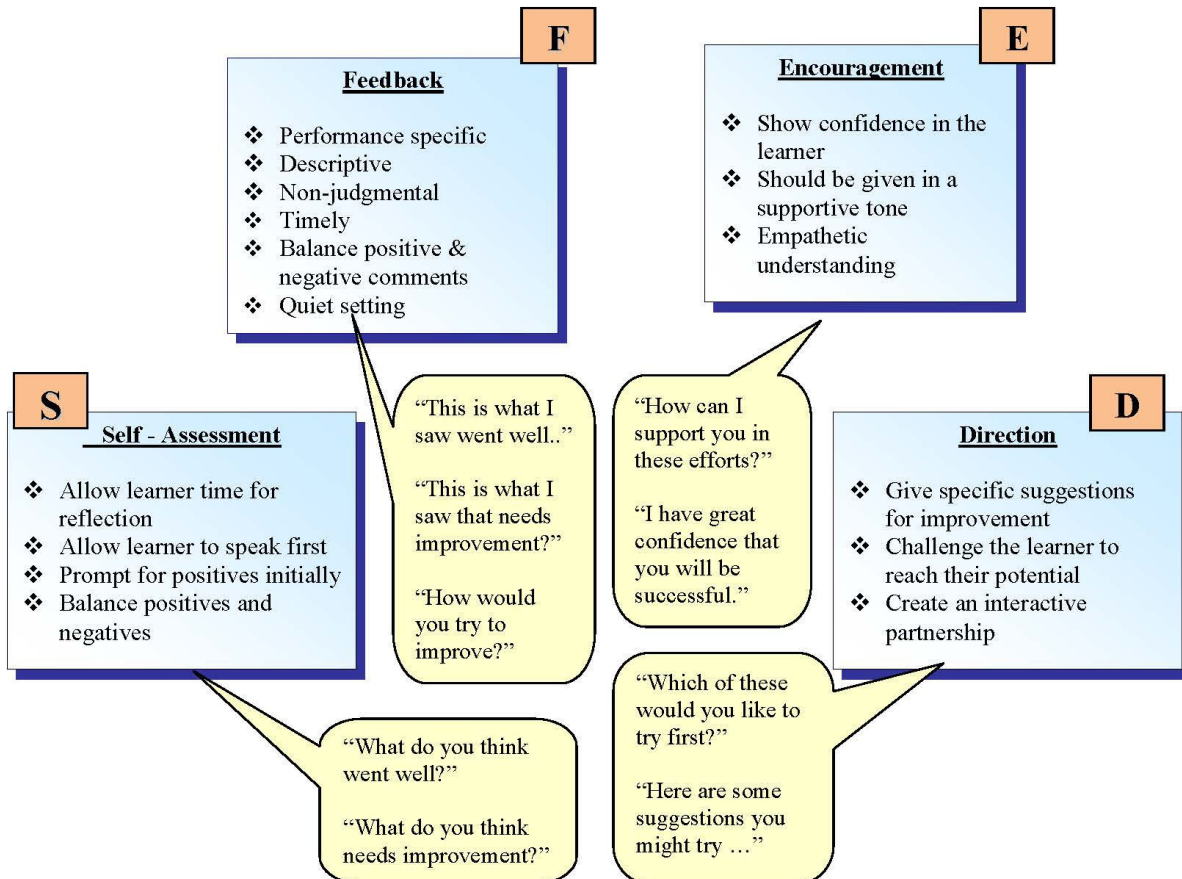 S
Self - Assessment
❖ Allow learner time for
reflection
❖ Allow learner to speak first
❖ Prompt for positives initially
❖ Balance positives and
negatives
“What do you think
went well?”
“What do you think
needs improvement?”
F
Feedback
❖ Performance specific
❖ Descriptive
❖ Non-judgmental
❖ Timely
❖ Balance positive &
negative comments
❖ Quiet setting
“This is what I
saw went well..”
“This is what I
saw that needs
improvement?”
“How would
you try to
improve?”
E
Encouragement
❖ Show confidence in the
learner
❖ Should be given in a
supportive tone
❖ Empathetic
understanding
“How can I
support you in
these efforts?”
“I have great
confidence that
you will be
successful.”
D
Direction
❖ Give specific suggestions
for improvement
❖ Challenge the learner to
reach their potential
❖ Create an interactive
partnership
“Which of these
would you like to
try first?”
“Here are some
suggestions you
might try …”